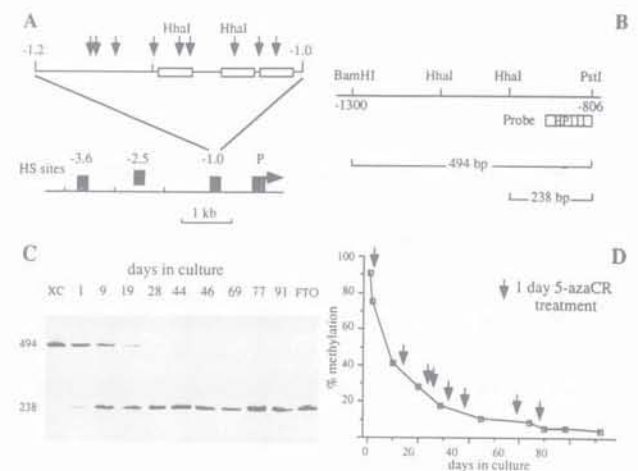 A
HhaI HhaI
-1.2 -1.0
-3.6 -2.5 -1.0 P
HS sites
1 kb
B
BamHI HhaI HhaI PstI
-1300 -806
Probe HPIII
494 bp
238 bp
C
days in culture
XC 1 9 19 28 44 46 69 77 91 FTO
494
238
D
1 day 5-azaCR
treatment
% methylation
100
80
60
40
20
0 20 40 60 80
days in culture